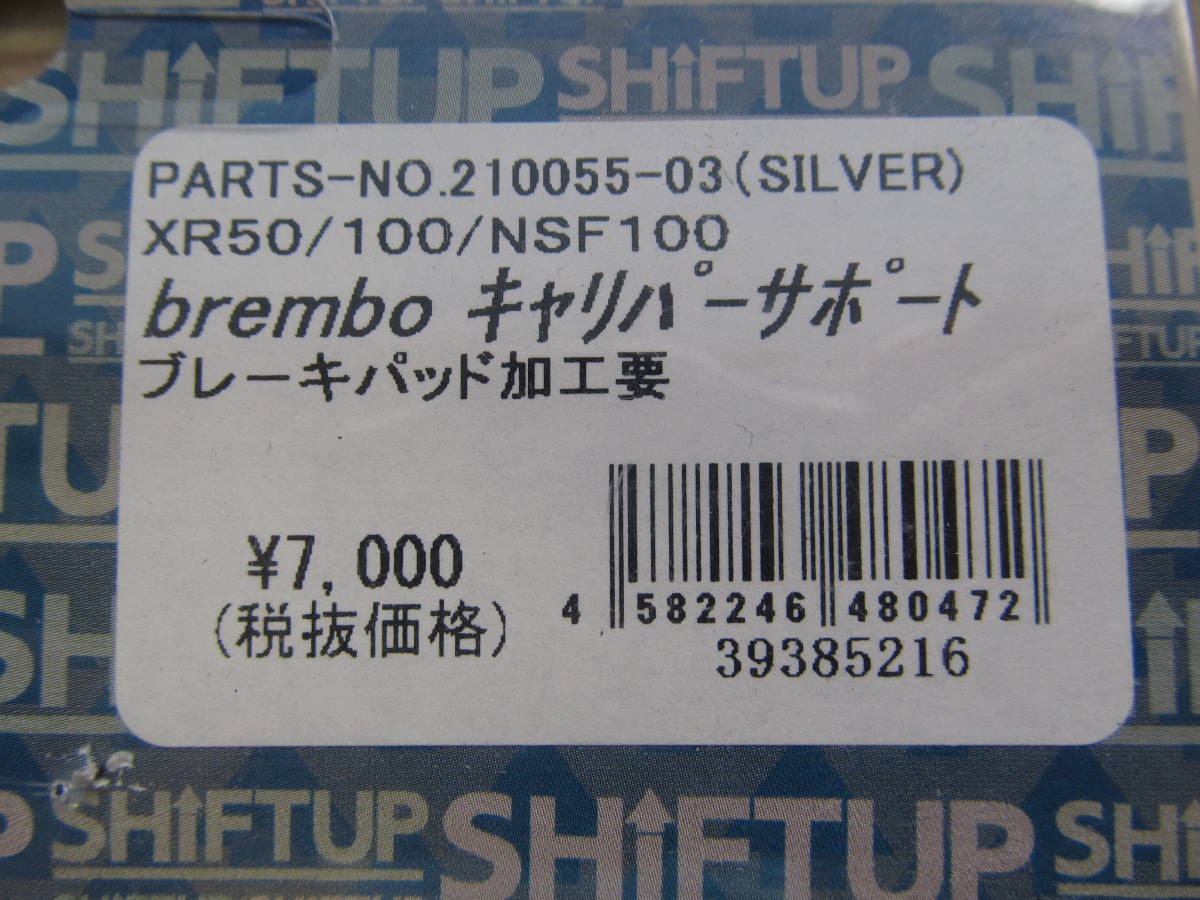 SHiFTUP SHiFTUP SHiFT
PARTS-NO.210055-03(SILVER)
XR50/100/NSF100
brembo ｷｬﾘﾊﾟｰｻﾎﾟｰﾄ
ブレーキパッド加工要
¥7,000
(税抜価格)
4 582246 480472
39385216
SHiFTUP SHiFTUP SHi